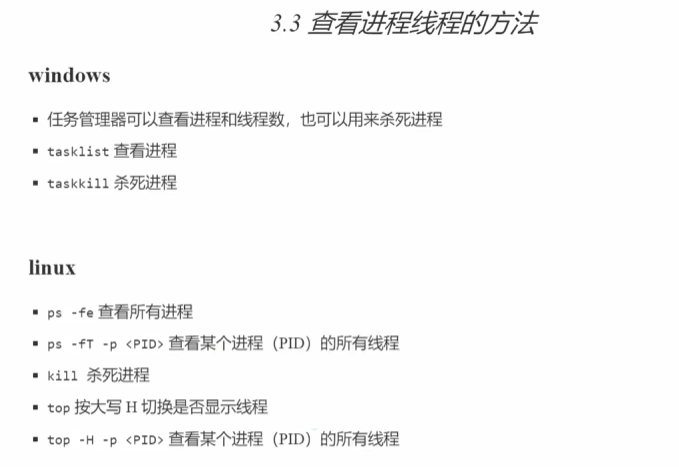 3.3 查看进程线程的方法
windows
▪ 任务管理器可以查看进程和线程数，也可以用来杀死进程
▪ tasklist 查看进程
▪ taskkill 杀死进程
linux
▪ ps -fe 查看所有进程
▪ ps -fT -p <PID> 查看某个进程（PID）的所有线程
▪ kill 杀死进程
▪ top 按大写 H 切换是否显示线程
▪ top -H -p <PID> 查看某个进程（PID）的所有线程